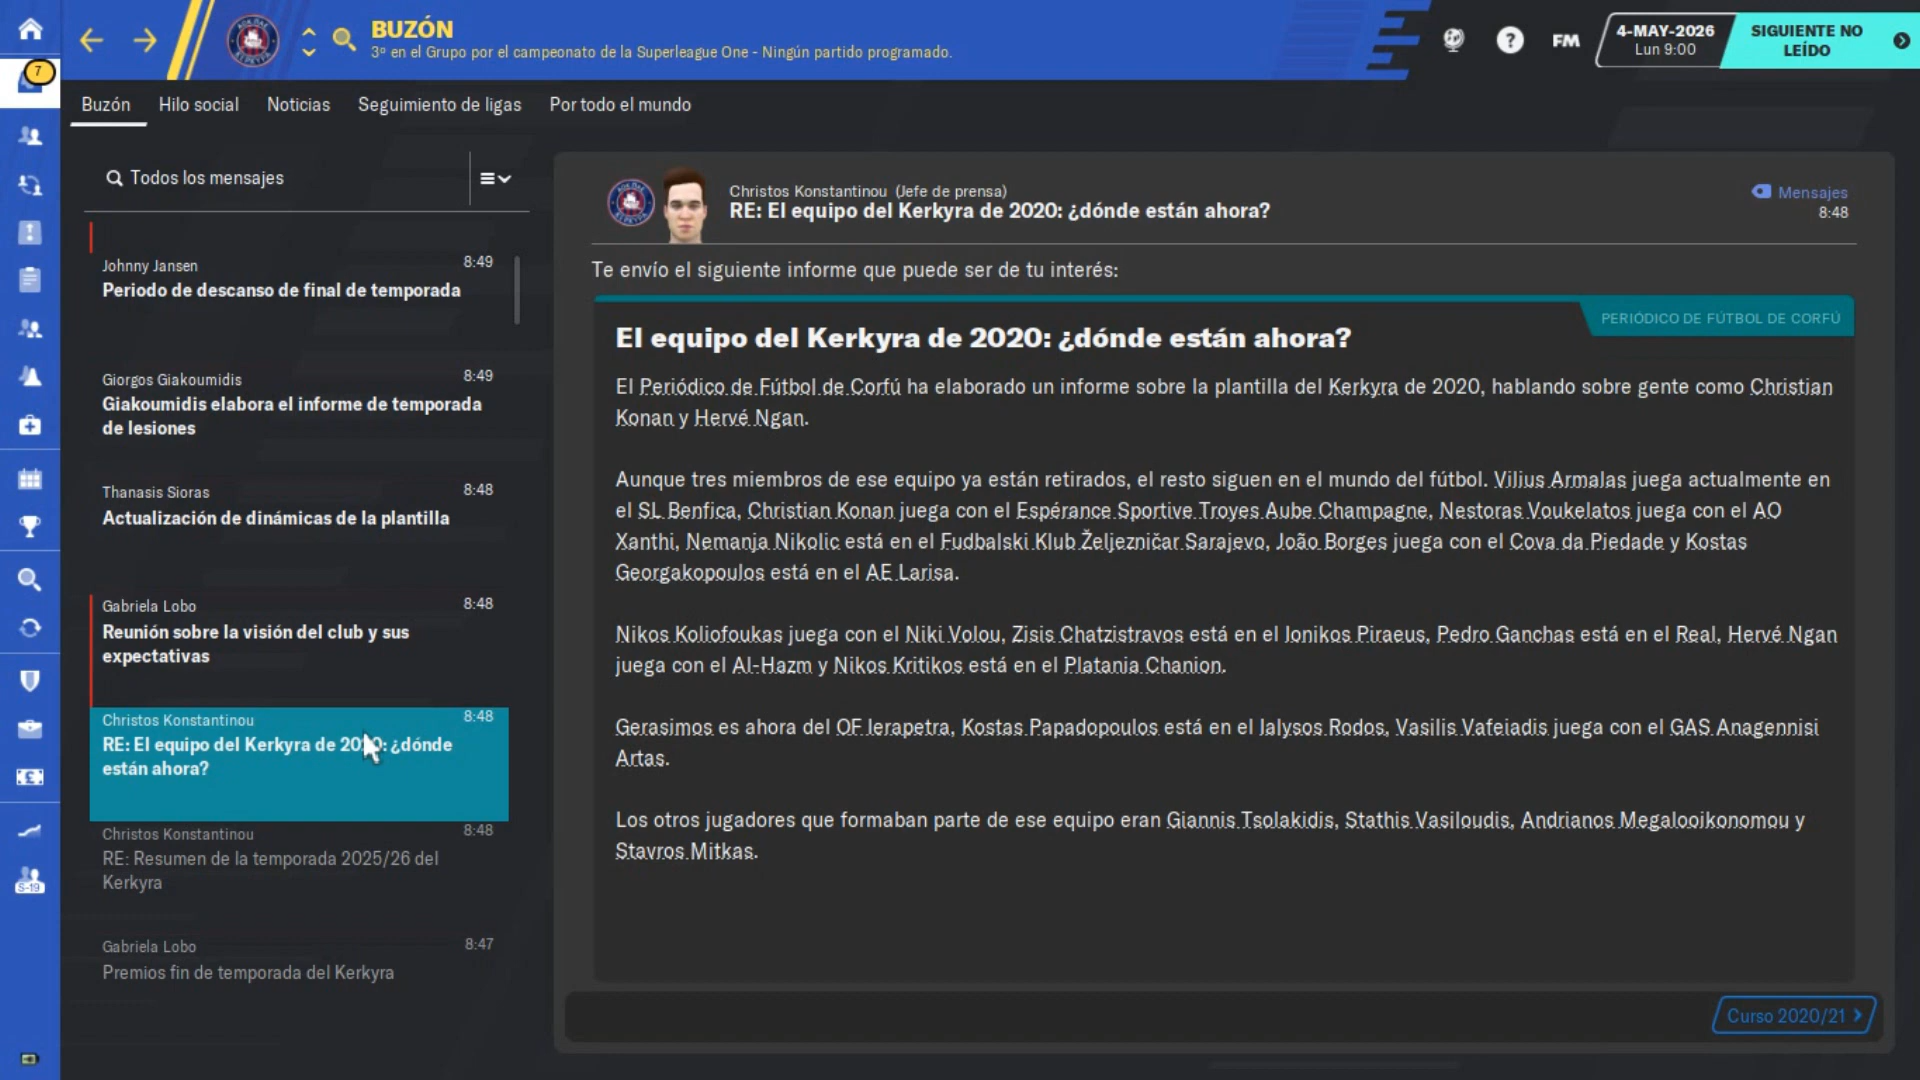 BUZÓN
3º en el Grupo por el campeonato de la Superleague One - Ningún partido programado.
FM
4-MAY-2026
Lun 9:00
SIGUIENTE NO
LEÍDO
7
Buzón
Hilo social
Noticias
Seguimiento de ligas
Por todo el mundo
Todos los mensajes
Johnny Jansen
8:49
Periodo de descanso de final de temporada
Giorgos Giakoumidis
8:49
Giakoumidis elabora el informe de temporada
de lesiones
Thanasis Sioras
8:48
Actualización de dinámicas de la plantilla
Gabriela Lobo
8:48
Reunión sobre la visión del club y sus
expectativas
Christos Konstantinou
8:48
RE: El equipo del Kerkyra de 2020: ¿dónde
están ahora?
Christos Konstantinou
8:48
RE: Resumen de la temporada 2025/26 del
Kerkyra
Gabriela Lobo
8:47
Premios fin de temporada del Kerkyra
S-19
Christos Konstantinou (Jefe de prensa)
RE: El equipo del Kerkyra de 2020: ¿dónde están ahora?
Mensajes
8:48
Te envío el siguiente informe que puede ser de tu interés:
PERIÓDICO DE FÚTBOL DE CORFÚ
El equipo del Kerkyra de 2020: ¿dónde están ahora?
El Periódico de Fútbol de Corfú ha elaborado un informe sobre la plantilla del Kerkyra de 2020, hablando sobre gente como Christian
Konan y Hervé Ngan.
Aunque tres miembros de ese equipo ya están retirados, el resto siguen en el mundo del fútbol. Vilius Armalas juega actualmente en
el SL Benfica, Christian Konan juega con el Espérance Sportive Troyes Aube Champagne, Nestoras Voukelatos juega con el AO
Xanthi, Nemanja Nikolic está en el Fudbalski Klub Željezničar Sarajevo, João Borges juega con el Cova da Piedade y Kostas
Georgakopoulos está en el AE Larisa.
Nikos Koliofoukas juega con el Niki Volou, Zisis Chatzistravos está en el Ionikos Piraeus, Pedro Ganchas está en el Real, Hervé Ngan
juega con el Al-Hazm y Nikos Kritikos está en el Platania Chanion.
Gerasimos es ahora del OF Ierapetra, Kostas Papadopoulos está en el Ialysos Rodos, Vasilis Vafeiadis juega con el GAS Anagennisi
Artas.
Los otros jugadores que formaban parte de ese equipo eran Giannis Tsolakidis, Stathis Vasiloudis, Andrianos Megalooikonomou y
Stavros Mitkas.
Curso 2020/21